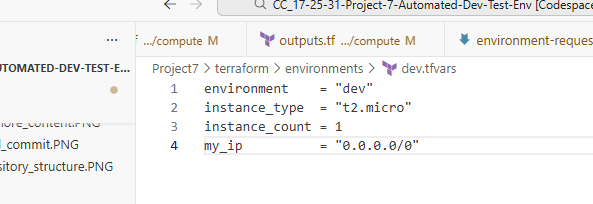 CC_17-25-31-Project-7-Automated-Dev-Test-Env [Codespace
.../compute M
outputs.tf .../compute M
environment-reques
UTOMATED-DEV-TEST-E...
Project7 > terraform > environments > dev.tfvars
1 environment = "dev"
2 instance_type = "t2.micro"
3 instance_count = 1
4 my_ip = "0.0.0.0/0"
ore_content.PNG
l_commit.PNG
sitory_structure.PNG